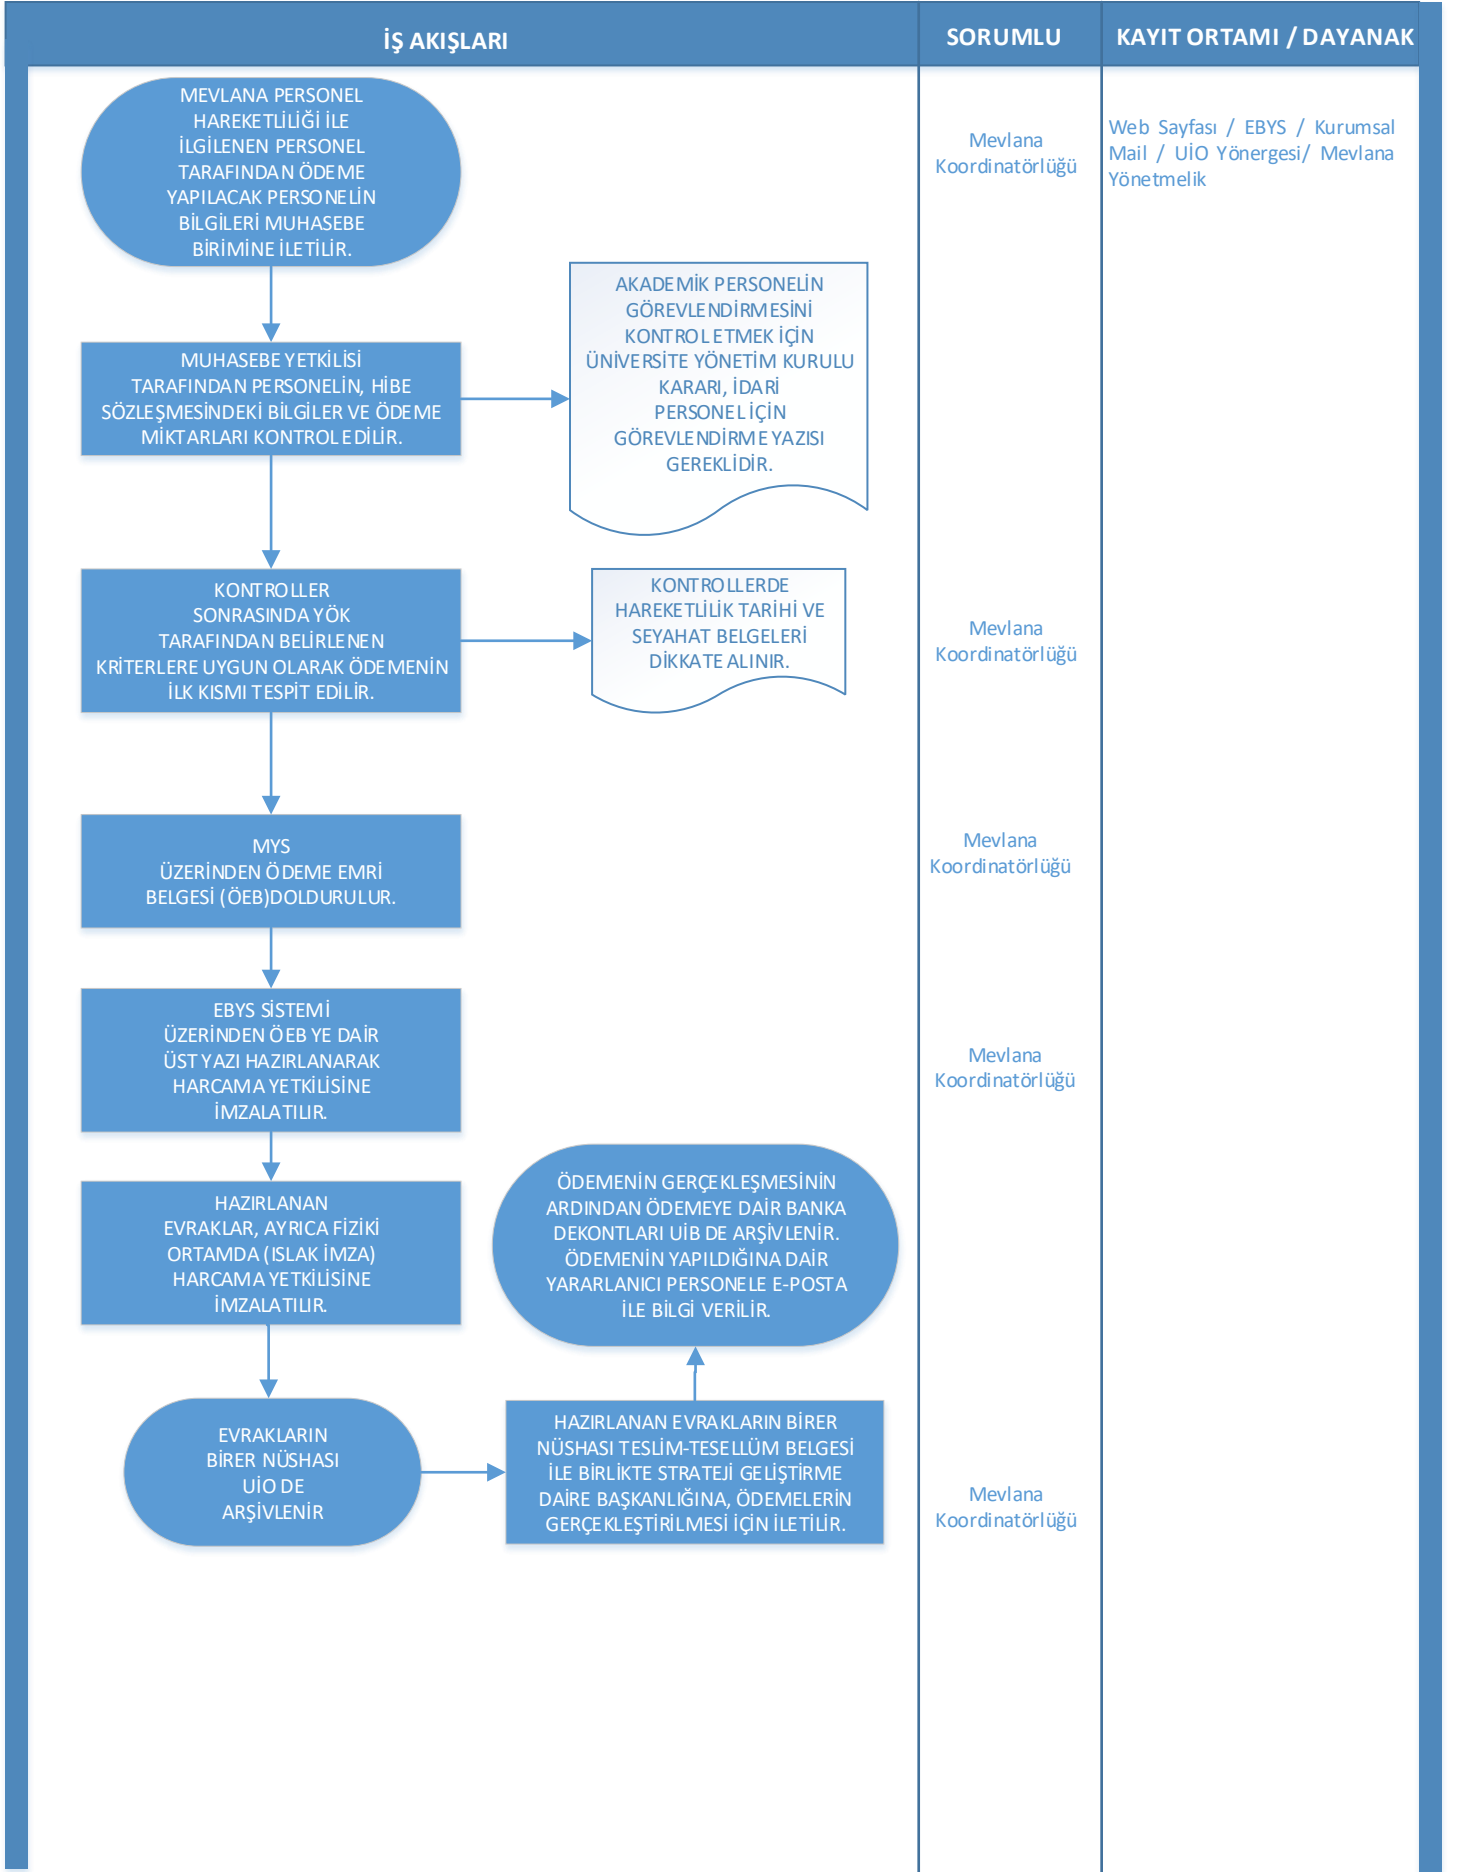 İŞ AKIŞLARI
SORUMLU
KAYIT ORTAMI / DAYANAK
MEVLANA PERSONEL
HAREKETLİLİĞİ İLE
İLGİLENEN PERSONEL
TARAFINDAN ÖDEME
YAPILACAK PERSONELİN
BİLGİLERİ MUHASEBE
BİRİMİNE İLETİLİR.
Mevlana
Koordinatörlüğü
Web Sayfası / EBYS / Kurumsal
Mail / UİO Yönergesi/ Mevlana
Yönetmelik
MUHASEBE YETKİLİSİ
TARAFINDAN PERSONELİN, HİBE
SÖZLEŞMESİNDEKİ BİLGİLER VE ÖDEME
MİKTARLARI KONTROL EDİLİR.
AKADEMİK PERSONELİN
GÖREVLENDİRMESİNİ
KONTROL ETMEK İÇİN
ÜNİVERSİTE YÖNETİM KURULU
KARARI, İDARİ
PERSONEL İÇİN
GÖREVLENDİRME YAZISI
GEREKLİDİR.
KONTROLLER
SONRASINDA YÖK
TARAFINDAN BELİRLENEN
KRİTERLERE UYGUN OLARAK ÖDEMENİN
İLK KISMI TESPİT EDİLİR.
KONTROLLERDE
HAREKETLİLİK TARİHİ VE
SEYAHAT BELGELERİ
DİKKATE ALINIR.
Mevlana
Koordinatörlüğü
MYS
ÜZERİNDEN ÖDEME EMRİ
BELGESİ (ÖEB)DOLDURULUR.
Mevlana
Koordinatörlüğü
EBYS SİSTEMİ
ÜZERİNDEN ÖEB YE DAİR
ÜST YAZI HAZIRLANARAK
HARCAMA YETKİLİSİNE
İMZALATILIR.
Mevlana
Koordinatörlüğü
HAZIRLANAN
EVRAKLAR, AYRICA FİZİKİ
ORTAMDA (ISLAK İMZA)
HARCAMA YETKİLİSİNE
İMZALATILIR.
ÖDEMENİN GERÇEKLEŞMESİNİN
ARDINDAN ÖDEMEYE DAİR BANKA
DEKONTLARI UİB DE ARŞİVLENİR.
ÖDEMENİN YAPILDIĞINA DAİR
YARARLANICI PERSONELE E-POSTA
İLE BİLGİ VERİLİR.
EVRAKLARIN
BİRER NÜSHASI
UİO DE
ARŞİVLENİR
HAZIRLANAN EVRAKLARIN BİRER
NÜSHASI TESLİM-TESELLÜM BELGESİ
İLE BİRLİKTE STRATEJİ GELİŞTİRME
DAİRE BAŞKANLIĞINA, ÖDEMELERİN
GERÇEKLEŞTİRİLMESİ İÇİN İLETİLİR.
Mevlana
Koordinatörlüğü